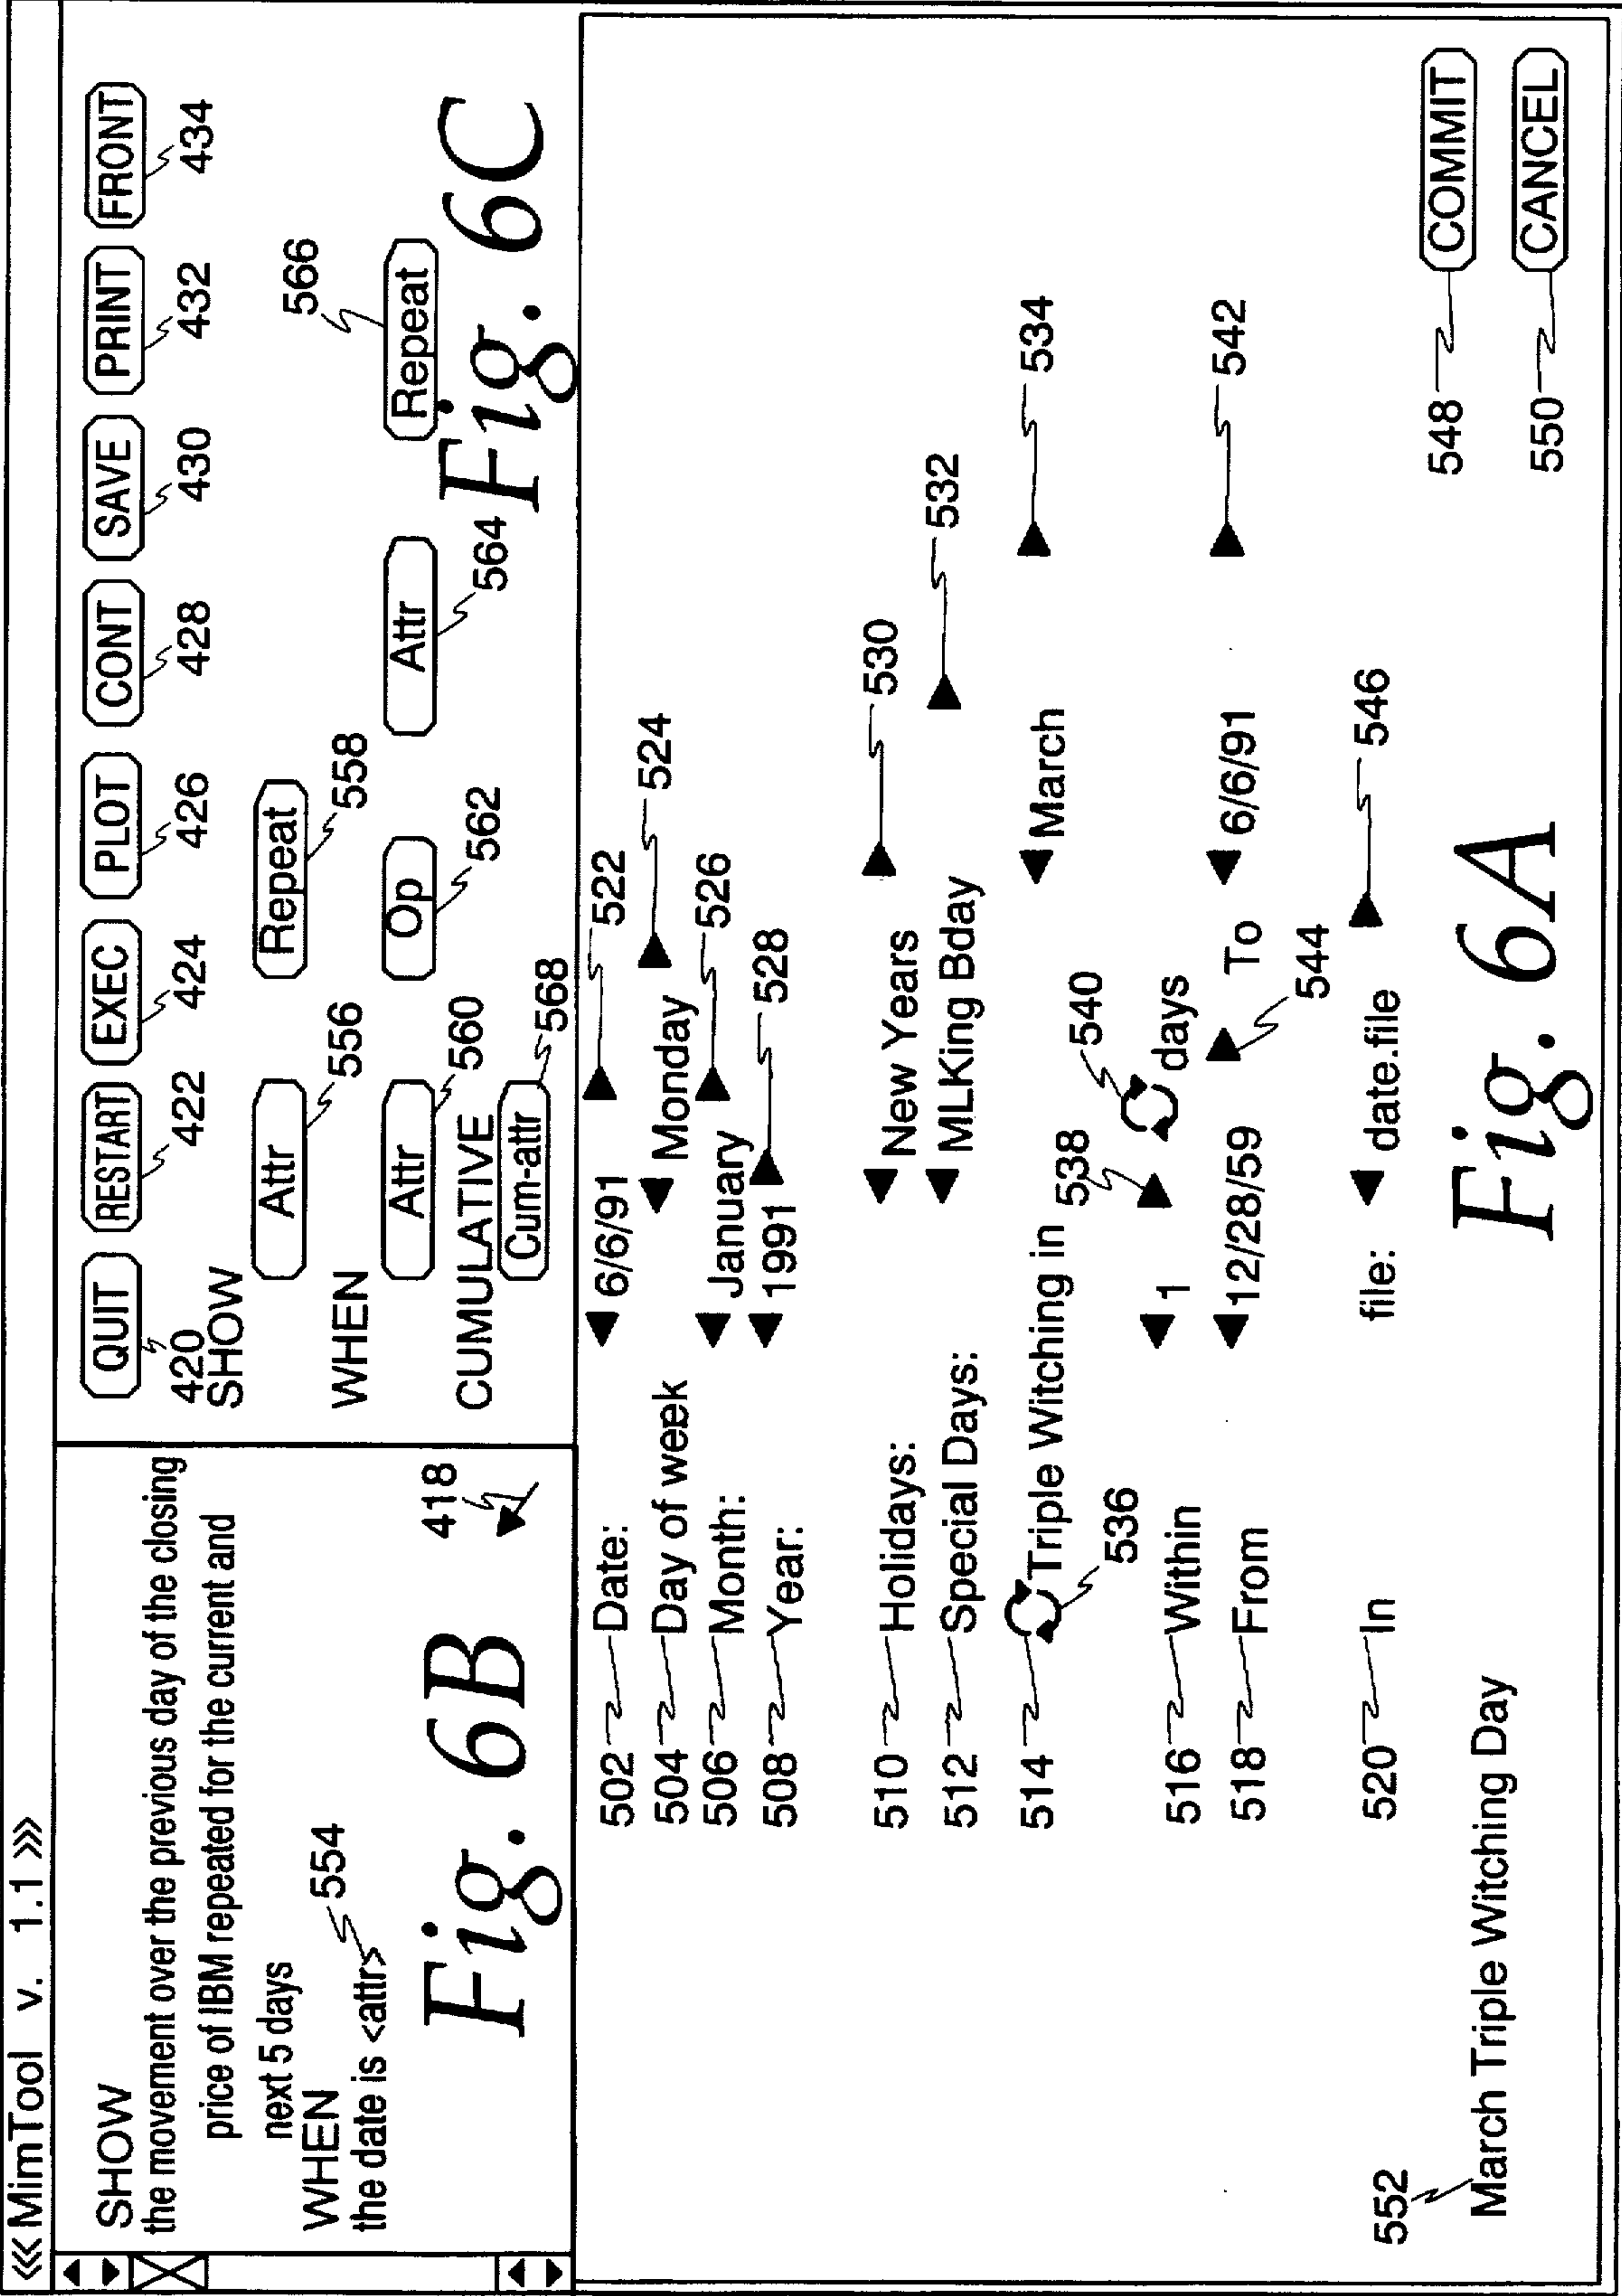 <<< MimTool v. 1.1 >>>
SHOW
the movement over the previous day of the closing
price of IBM repeated for the current and
next 5 days
WHEN
the date is <attr>
554
418
Fig. 6B
QUIT RESTART EXEC PLOT CONT SAVE PRINT FRONT
420 422 424 426 428 430 432 434
SHOW
Attr Repeat
556 558 566
WHEN
Attr Op Attr Repeat
560 562 564
CUMULATIVE
Cum-attr
568
Fig. 6C
502 Date: 6/6/91 522
504 Day of week Monday 524
506 Month: January 526
508 Year: 1991 528
510 Holidays: New Years 530
512 Special Days: MLKing Bday 532
514 Triple Witching in March 534
536 538 540
516 Within 1 days
518 From 12/28/59 To 6/6/91 542
544
520 In file: date.file 546
552
March Triple Witching Day
548 COMMIT
550 CANCEL
Fig. 6A